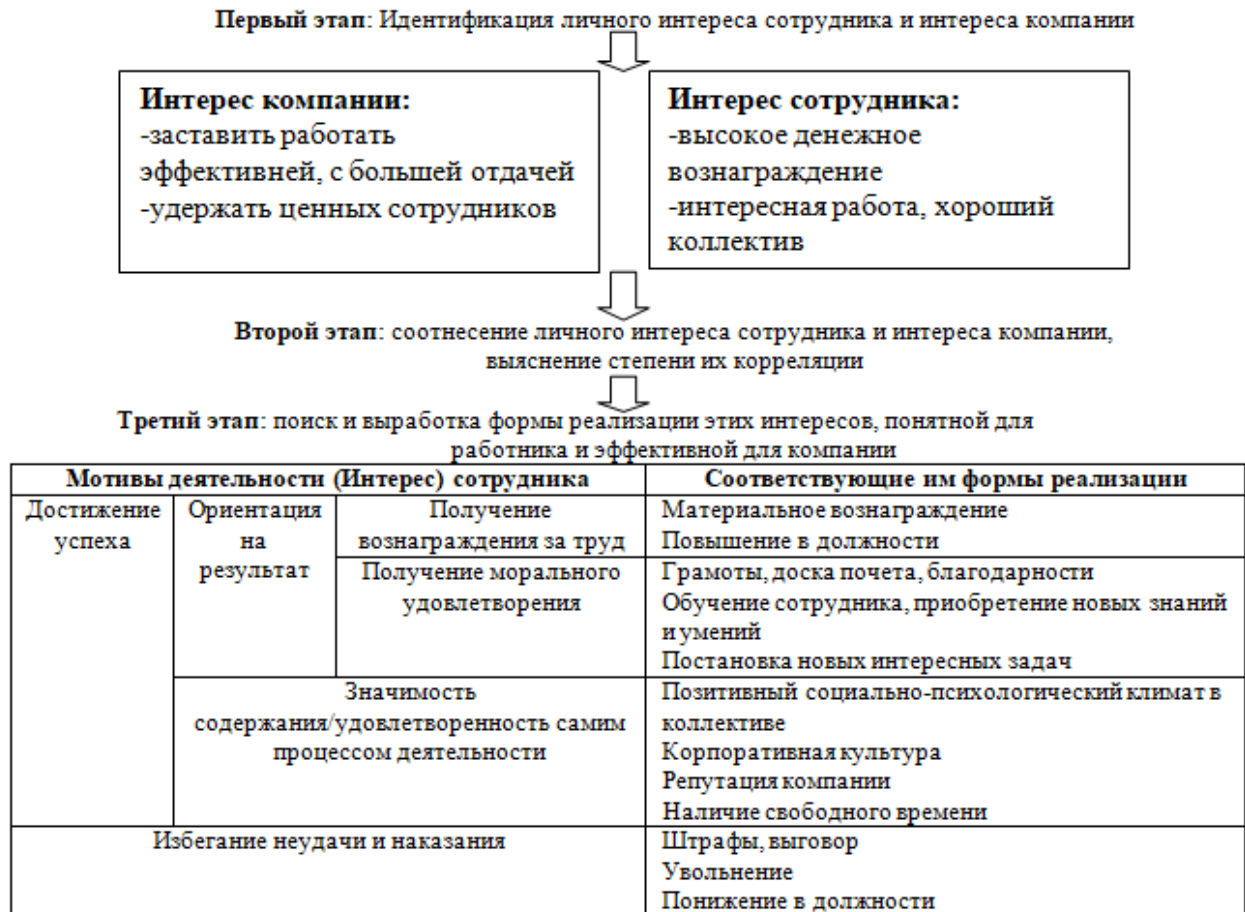 Первый этап: Идентификация личного интереса сотрудника и интереса компании
Интерес компании:
-заставить работать
эффективней, с большей отдачей
-удержать ценных сотрудников
Интерес сотрудника:
-высокое денежное
вознаграждение
-интересная работа, хороший
коллектив
Второй этап: соотнесение личного интереса сотрудника и интереса компании,
выяснение степени их корреляции
Третий этап: поиск и выработка формы реализации этих интересов, понятной для
работника и эффективной для компании
Мотивы деятельности (Интерес) сотрудника
Соответствующие им формы реализации
Достижение
успеха
Ориентация
на
результат
Получение
вознаграждения за труд
Материальное вознаграждение
Повышение в должности
Получение морального
удовлетворения
Грамоты, доска почета, благодарности
Обучение сотрудника, приобретение новых знаний
и умений
Постановка новых интересных задач
Значимость
содержания/удовлетворенность самим
процессом деятельности
Позитивный социально-психологический климат в
коллективе
Корпоративная культура
Репутация компании
Наличие свободного времени
Избегание неудачи и наказания
Штрафы, выговор
Увольнение
Понижение в должности